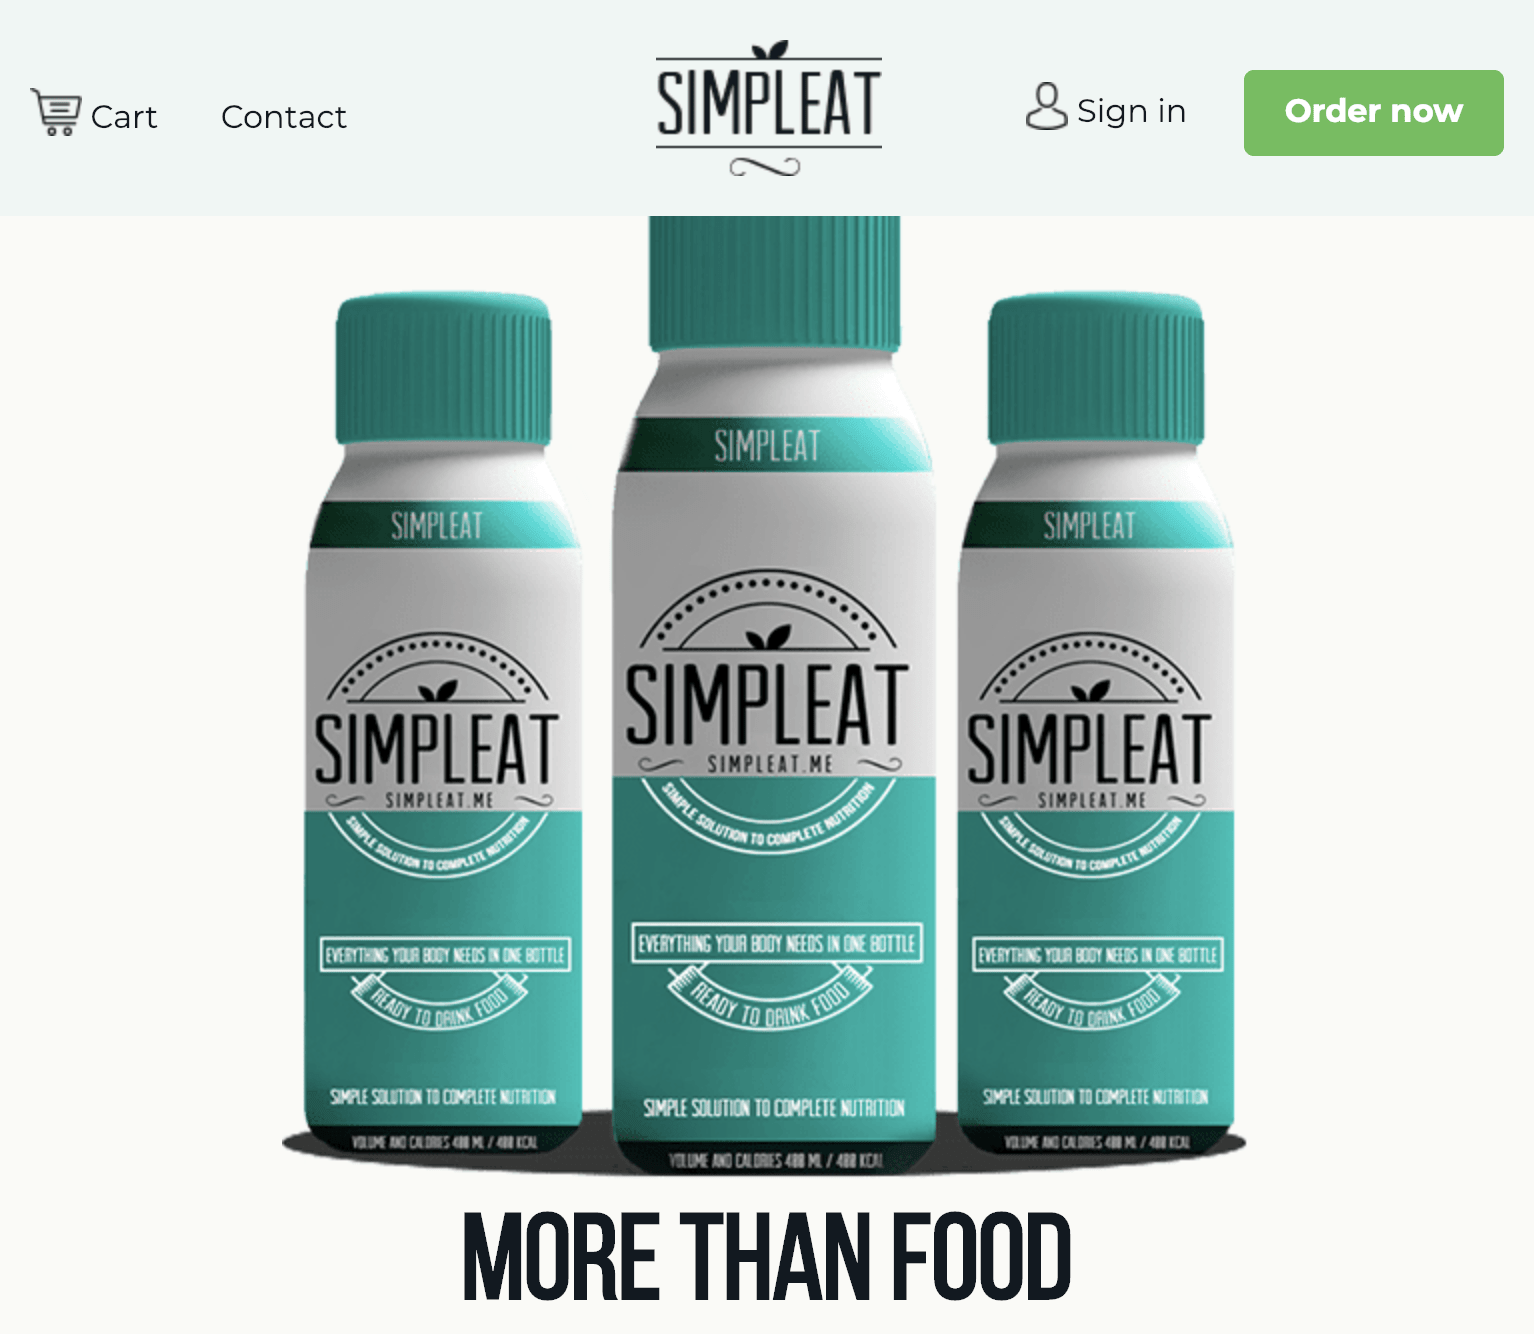 Cart
Contact
SIMPLEAT
Sign in
Order now
SIMPLEAT
SIMPLEAT
SIMPLEAT.ME
SIMPLE SOLUTION TO COMPLETE NUTRITION
EVERYTHING YOUR BODY NEEDS IN ONE BOTTLE
READY TO DRINK FOOD
SIMPLE SOLUTION TO COMPLETE NUTRITION
VOLUME AND CALORIES 400 ML / 400 KCAL
SIMPLEAT
SIMPLEAT
SIMPLEAT.ME
SIMPLE SOLUTION TO COMPLETE NUTRITION
EVERYTHING YOUR BODY NEEDS IN ONE BOTTLE
READY TO DRINK FOOD
SIMPLE SOLUTION TO COMPLETE NUTRITION
VOLUME AND CALORIES 400 ML / 400 KCAL
SIMPLEAT
SIMPLEAT
SIMPLEAT.ME
SIMPLE SOLUTION TO COMPLETE NUTRITION
EVERYTHING YOUR BODY NEEDS IN ONE BOTTLE
READY TO DRINK FOOD
SIMPLE SOLUTION TO COMPLETE NUTRITION
VOLUME AND CALORIES 400 ML / 400 KCAL
MORE THAN FOOD